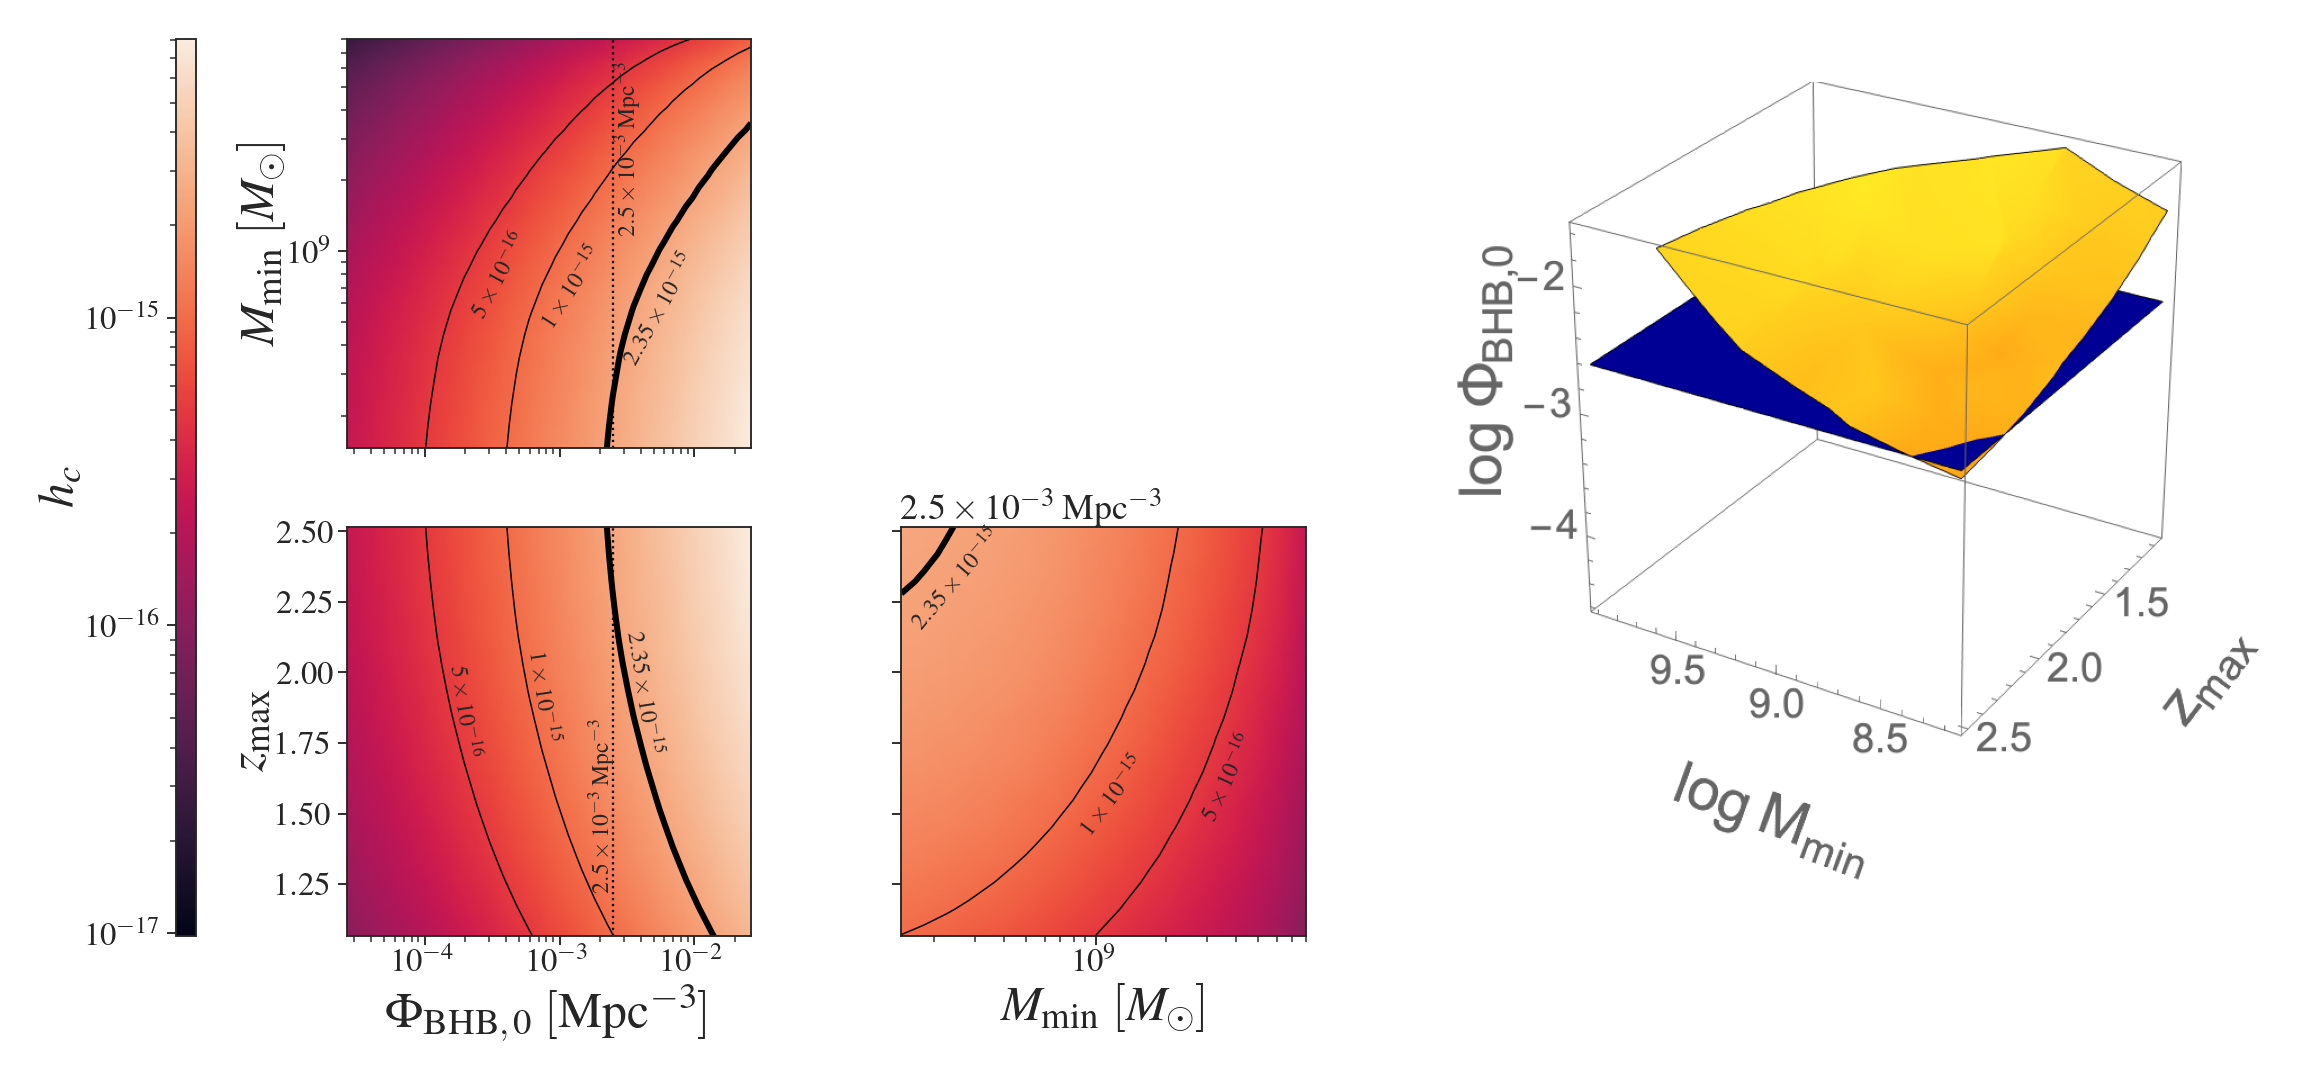 h_c
10⁻¹⁵
10⁻¹⁶
10⁻¹⁷
M_min [M_⊙]
10⁹
5 × 10⁻¹⁶
1 × 10⁻¹⁵
2.35 × 10⁻¹⁵
2.5 × 10⁻³ Mpc⁻³
z_max
2.50
2.25
2.00
1.75
1.50
1.25
5 × 10⁻¹⁶
1 × 10⁻¹⁵
2.35 × 10⁻¹⁵
2.5 × 10⁻³ Mpc⁻³
10⁻⁴ 10⁻³ 10⁻²
Φ_BHB,0 [Mpc⁻³]
2.5 × 10⁻³ Mpc⁻³
2.35 × 10⁻¹⁵
1 × 10⁻¹⁵
5 × 10⁻¹⁶
10⁹
M_min [M_⊙]
log Φ_BHB,0
−2
−3
−4
9.5 9.0 8.5
log M_min
1.5
2.0
2.5
z_max